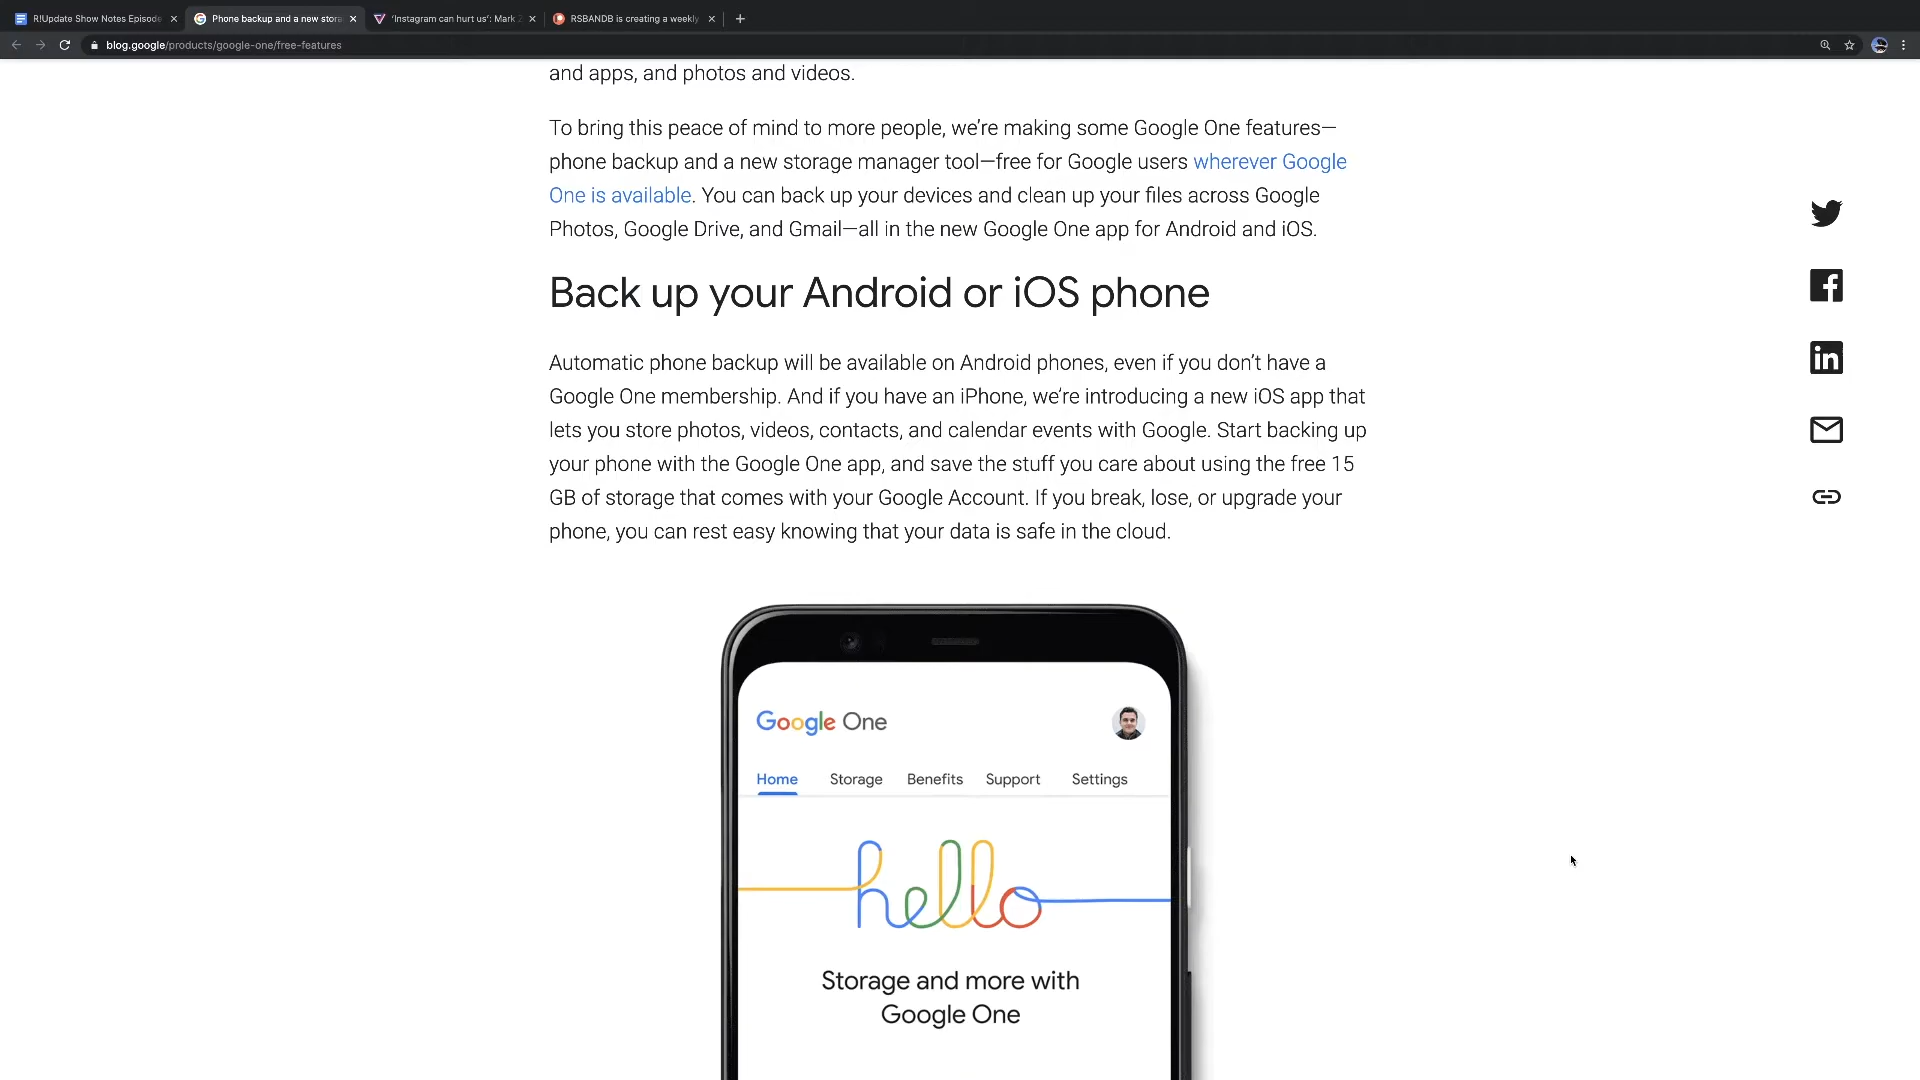 R!Update Show Notes Episode
Phone backup and a new stora
'Instagram can hurt us': Mark Z
RSBANDB is creating a weekly
blog.google/products/google-one/free-features
and apps, and photos and videos.
To bring this peace of mind to more people, we're making some Google One features—
phone backup and a new storage manager tool—free for Google users wherever Google
One is available. You can back up your devices and clean up your files across Google
Photos, Google Drive, and Gmail—all in the new Google One app for Android and iOS.
Back up your Android or iOS phone
Automatic phone backup will be available on Android phones, even if you don't have a
Google One membership. And if you have an iPhone, we're introducing a new iOS app that
lets you store photos, videos, contacts, and calendar events with Google. Start backing up
your phone with the Google One app, and save the stuff you care about using the free 15
GB of storage that comes with your Google Account. If you break, lose, or upgrade your
phone, you can rest easy knowing that your data is safe in the cloud.
Google One
Home Storage Benefits Support Settings
hello
Storage and more with
Google One